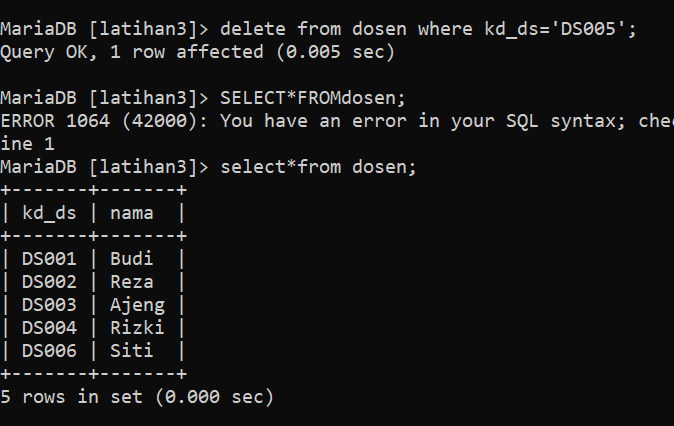 MariaDB [latihan3]> delete from dosen where kd_ds='DS005';
Query OK, 1 row affected (0.005 sec)
MariaDB [latihan3]> SELECT*FROMdosen;
ERROR 1064 (42000): You have an error in your SQL syntax; chec
ine 1
MariaDB [latihan3]> select*from dosen;
+-------+-------+
| kd_ds | nama  |
+-------+-------+
| DS001 | Budi  |
| DS002 | Reza  |
| DS003 | Ajeng |
| DS004 | Rizki |
| DS006 | Siti  |
+-------+-------+
5 rows in set (0.000 sec)